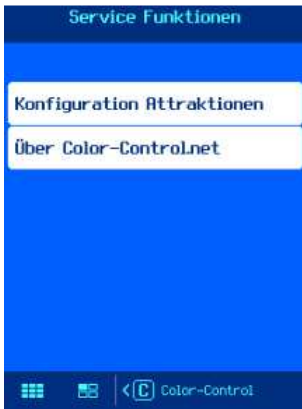 Service Funktionen
Konfiguration Attraktionen
Über Color-Control.net
<C Color-Control